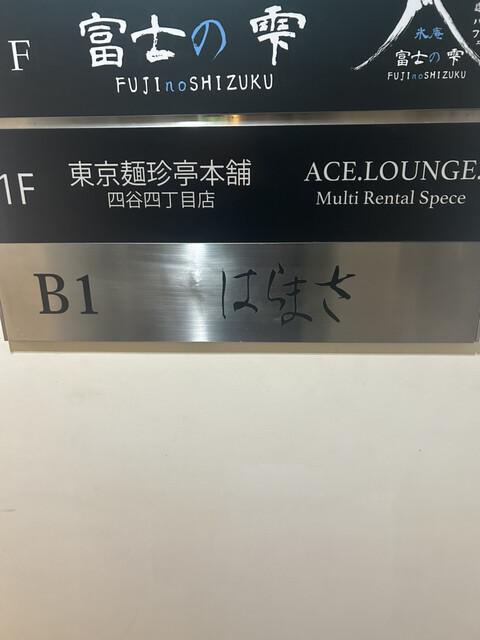 F 富士の雫
FUJInoSHIZUKU
氷庵
富士の雫
FUJINOSHIZUKU
1F 東京麺珍亭本舗
四谷四丁目店
ACE.LOUNGE.
Multi Rental Spece
B1 はらまさ